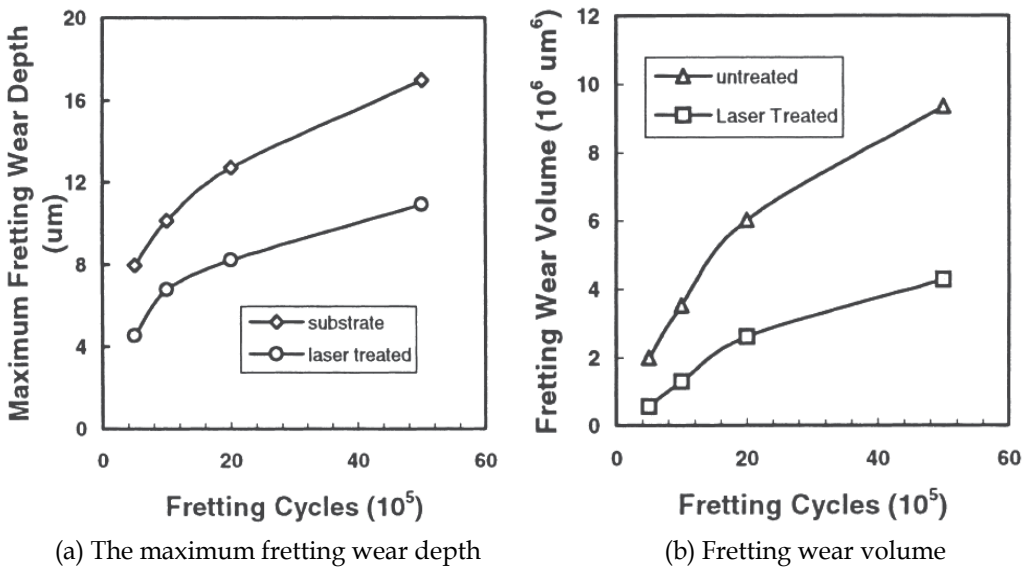 20
16
12
8
4
0
0 20 40 60
Maximum Fretting Wear Depth
(um)
substrate
laser treated
Fretting Cycles (10⁵)
(a) The maximum fretting wear depth
12
10
8
6
4
2
0
0 20 40 60
Fretting Wear Volume (10⁶ um⁶)
untreated
Laser Treated
Fretting Cycles (10⁵)
(b) Fretting wear volume